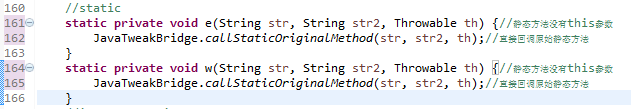 160 //static
161 static private void e(String str, String str2, Throwable th) {//静态方法没有this参数
162 JavaTweakBridge.callStaticOriginalMethod(str, str2, th);//直接回调原始静态方法
163 }
164 static private void w(String str, String str2, Throwable th) {//静态方法没有this参数
165 JavaTweakBridge.callStaticOriginalMethod(str, str2, th);//直接回调原始静态方法
166 }